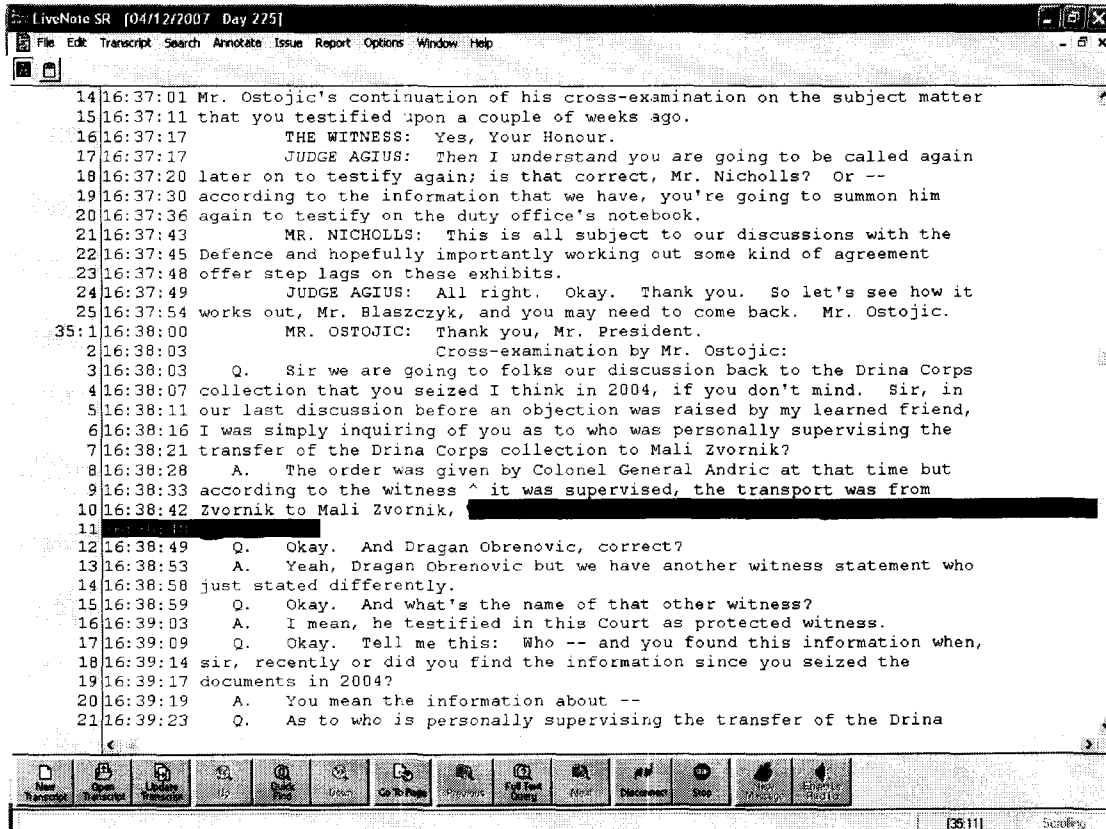 LiveNote SR [04/12/2007 Day 225]
File Edit Transcript Search Annotate Issue Report Options Window Help
14 16:37:01 Mr. Ostojic's continuation of his cross-examination on the subject matter
15 16:37:11 that you testified upon a couple of weeks ago.
16 16:37:17 THE WITNESS: Yes, Your Honour.
17 16:37:17 JUDGE AGIUS: Then I understand you are going to be called again
18 16:37:20 later on to testify again; is that correct, Mr. Nicholls? Or --
19 16:37:30 according to the information that we have, you're going to summon him
20 16:37:36 again to testify on the duty office's notebook.
21 16:37:43 MR. NICHOLLS: This is all subject to our discussions with the
22 16:37:45 Defence and hopefully importantly working out some kind of agreement
23 16:37:48 offer step lags on these exhibits.
24 16:37:49 JUDGE AGIUS: All right. Okay. Thank you. So let's see how it
25 16:37:54 works out, Mr. Blaszczyk, and you may need to come back. Mr. Ostojic.
35:1 16:38:00 MR. OSTOJIC: Thank you, Mr. President.
2 16:38:03 Cross-examination by Mr. Ostojic:
3 16:38:03 Q. Sir we are going to folks our discussion back to the Drina Corps
4 16:38:07 collection that you seized I think in 2004, if you don't mind. Sir, in
5 16:38:11 our last discussion before an objection was raised by my learned friend,
6 16:38:16 I was simply inquiring of you as to who was personally supervising the
7 16:38:21 transfer of the Drina Corps collection to Mali Zvornik?
8 16:38:28 A. The order was given by Colonel General Andric at that time but
9 16:38:33 according to the witness ^ it was supervised, the transport was from
10 16:38:42 Zvornik to Mali Zvornik,
11
12 16:38:49 Q. Okay. And Dragan Obrenovic, correct?
13 16:38:53 A. Yeah, Dragan Obrenovic but we have another witness statement who
14 16:38:58 just stated differently.
15 16:38:59 Q. Okay. And what's the name of that other witness?
16 16:39:03 A. I mean, he testified in this Court as protected witness.
17 16:39:09 Q. Okay. Tell me this: Who -- and you found this information when,
18 16:39:14 sir, recently or did you find the information since you seized the
19 16:39:17 documents in 2004?
20 16:39:19 A. You mean the information about --
21 16:39:23 Q. As to who is personally supervising the transfer of the Drina
New Transcript Open Transcript Update Transcript Up Quick Find Down Go To Page Previous Full Text Query Next Disconnect Stop
[35:11] Scrolling